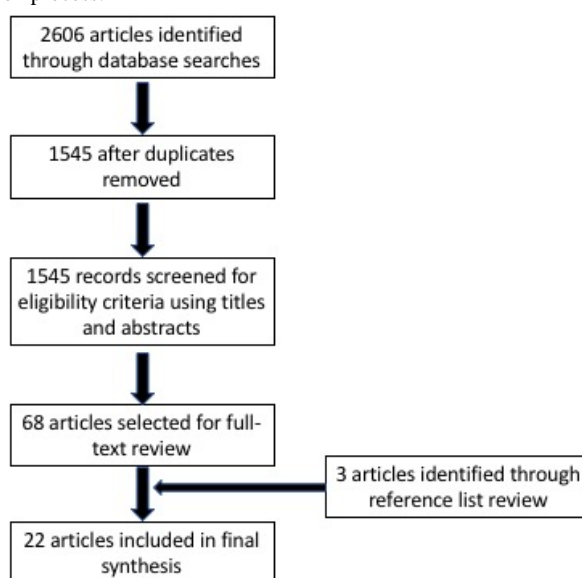 2606 articles identified
through database searches
1545 after duplicates
removed
1545 records screened for
eligibility criteria using titles
and abstracts
68 articles selected for full-
text review
3 articles identified through
reference list review
22 articles included in final
synthesis